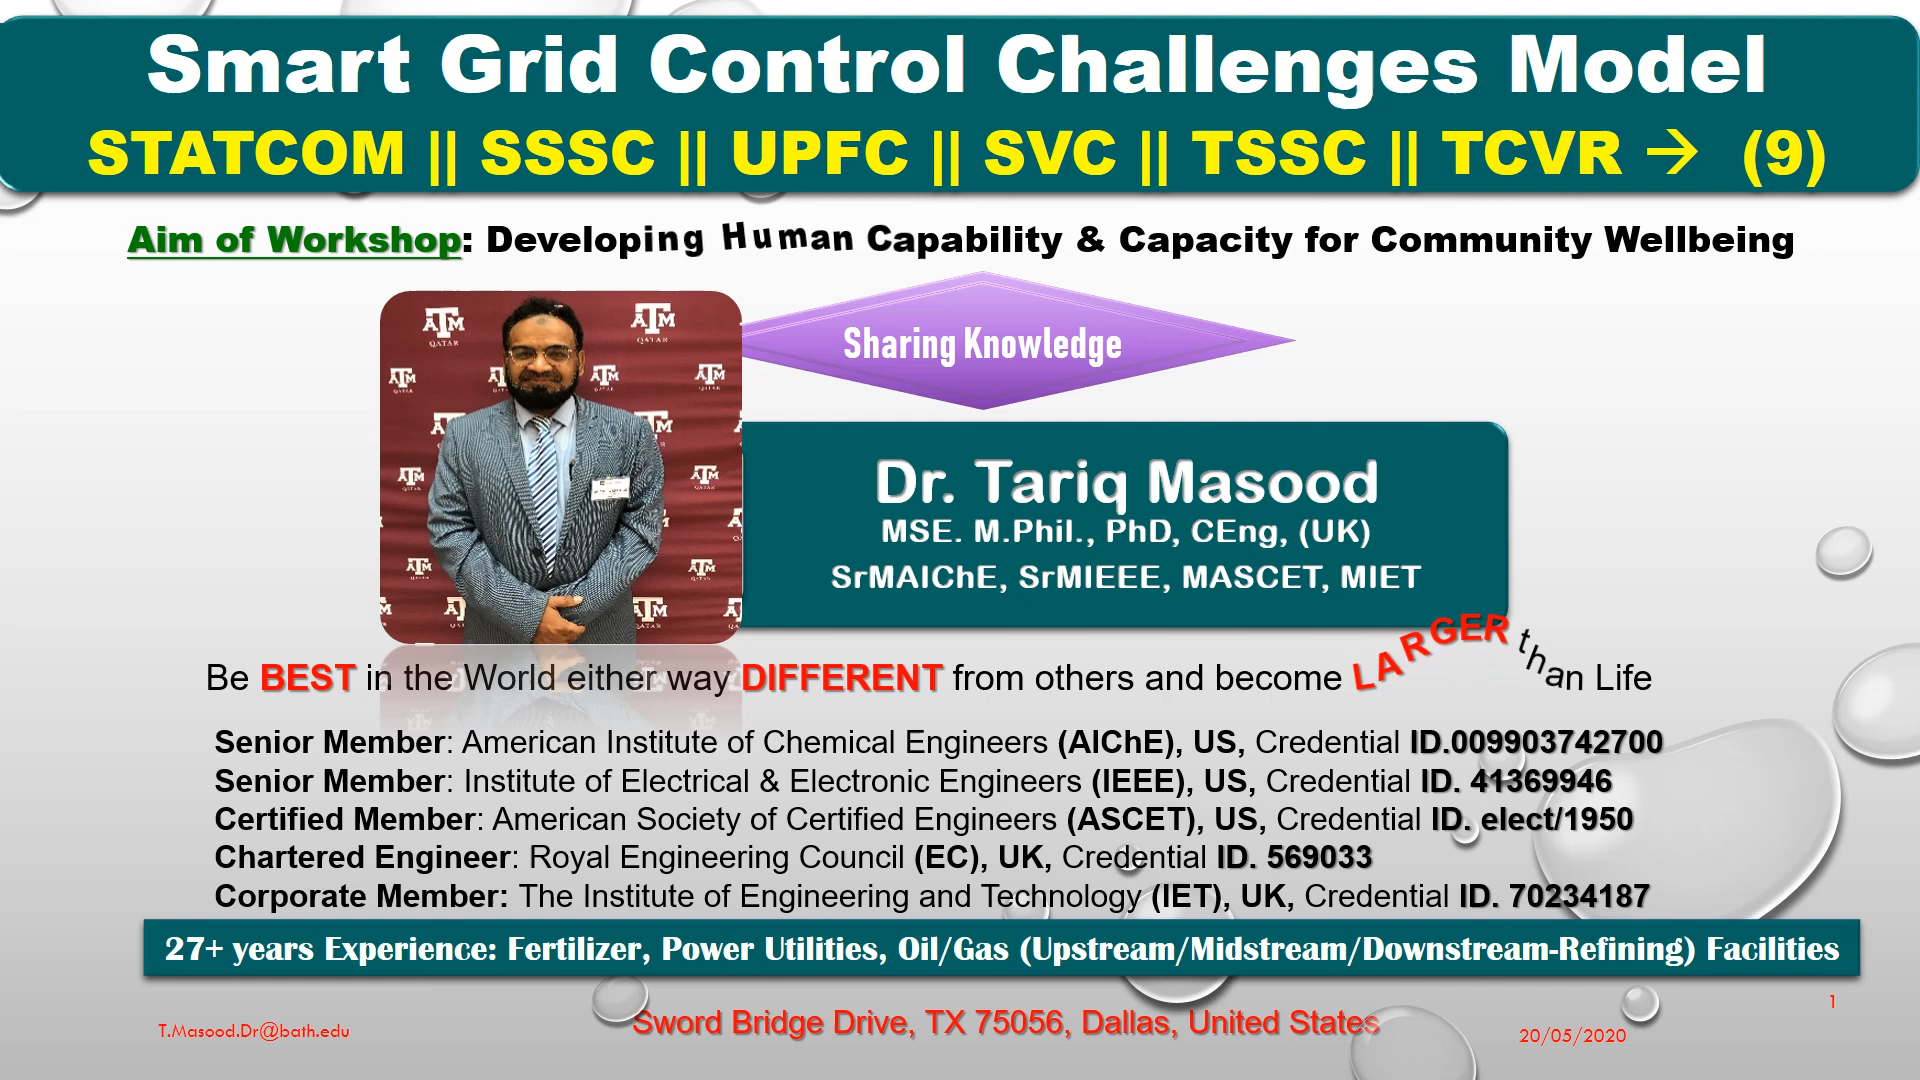 Smart Grid Control Challenges Model
STATCOM || SSSC || UPFC || SVC || TSSC || TCVR → (9)
Aim of Workshop: Developing Human Capability & Capacity for Community Wellbeing
Sharing Knowledge
ATM
QATAR
Dr. Tariq Masood
MSE. M.Phil., PhD, CEng, (UK)
SrMAIChE, SrMIEEE, MASCET, MIET
Be BEST in the World either way DIFFERENT from others and become LARGER than Life
Senior Member: American Institute of Chemical Engineers (AIChE), US, Credential ID.009903742700
Senior Member: Institute of Electrical & Electronic Engineers (IEEE), US, Credential ID. 41369946
Certified Member: American Society of Certified Engineers (ASCET), US, Credential ID. elect/1950
Chartered Engineer: Royal Engineering Council (EC), UK, Credential ID. 569033
Corporate Member: The Institute of Engineering and Technology (IET), UK, Credential ID. 70234187
27+ years Experience: Fertilizer, Power Utilities, Oil/Gas (Upstream/Midstream/Downstream-Refining) Facilities
T.Masood.Dr@bath.edu
Sword Bridge Drive, TX 75056, Dallas, United States
20/05/2020
1